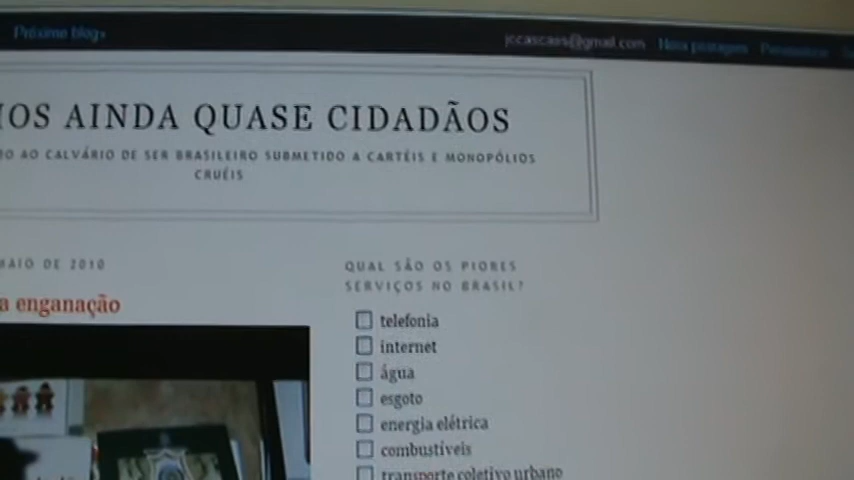 Próximo blog»
jccascaes@gmail.com Nova postagem
AINDA QUASE CIDADÃOS
AO CALVÁRIO DE SER BRASILEIRO SUBMETIDO A CARTÉIS E MONOPÓLIOS
CRUÉIS
MAIO DE 2010
a enganação
QUAL SÃO OS PIORES
SERVIÇOS NO BRASIL?
telefonia
internet
água
esgoto
energia elétrica
combustíveis
transporte coletivo urbano